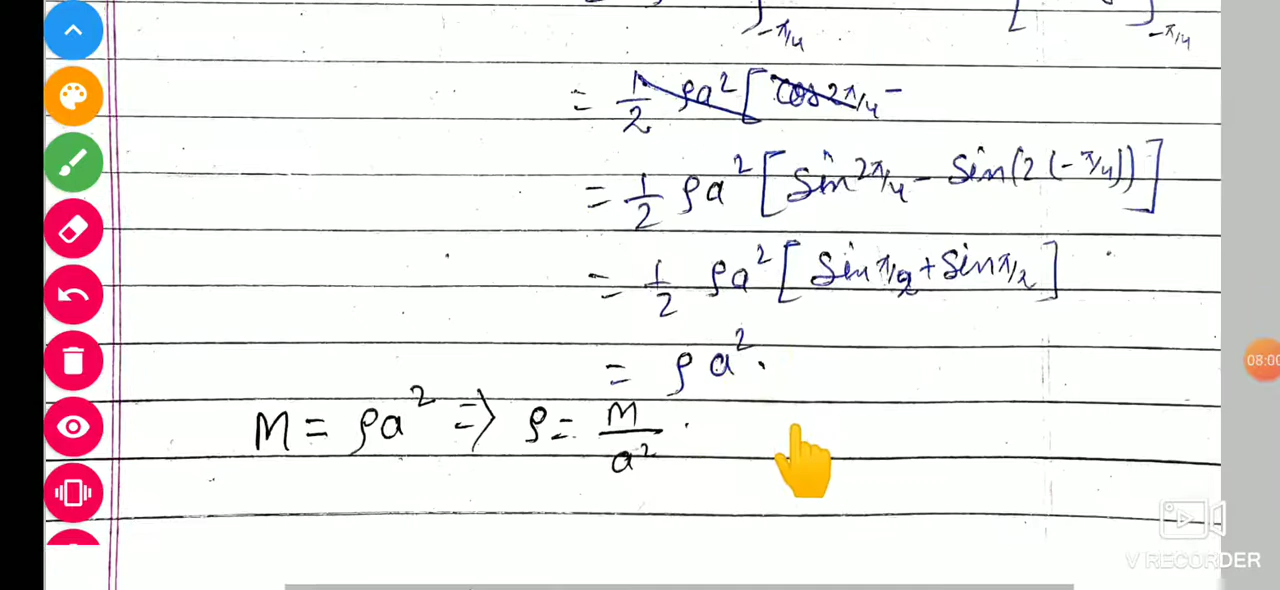 -π/4 -π/4
= 1/2 ρa² [cos 2π/4 -
= 1/2 ρa² [Sin 2π/4 - Sin(2(-π/4))]
= 1/2 ρa² [Sin π/2 + Sin π/2]
= ρa².
M = ρa² => ρ = M/a².
08:00
V RECORDER